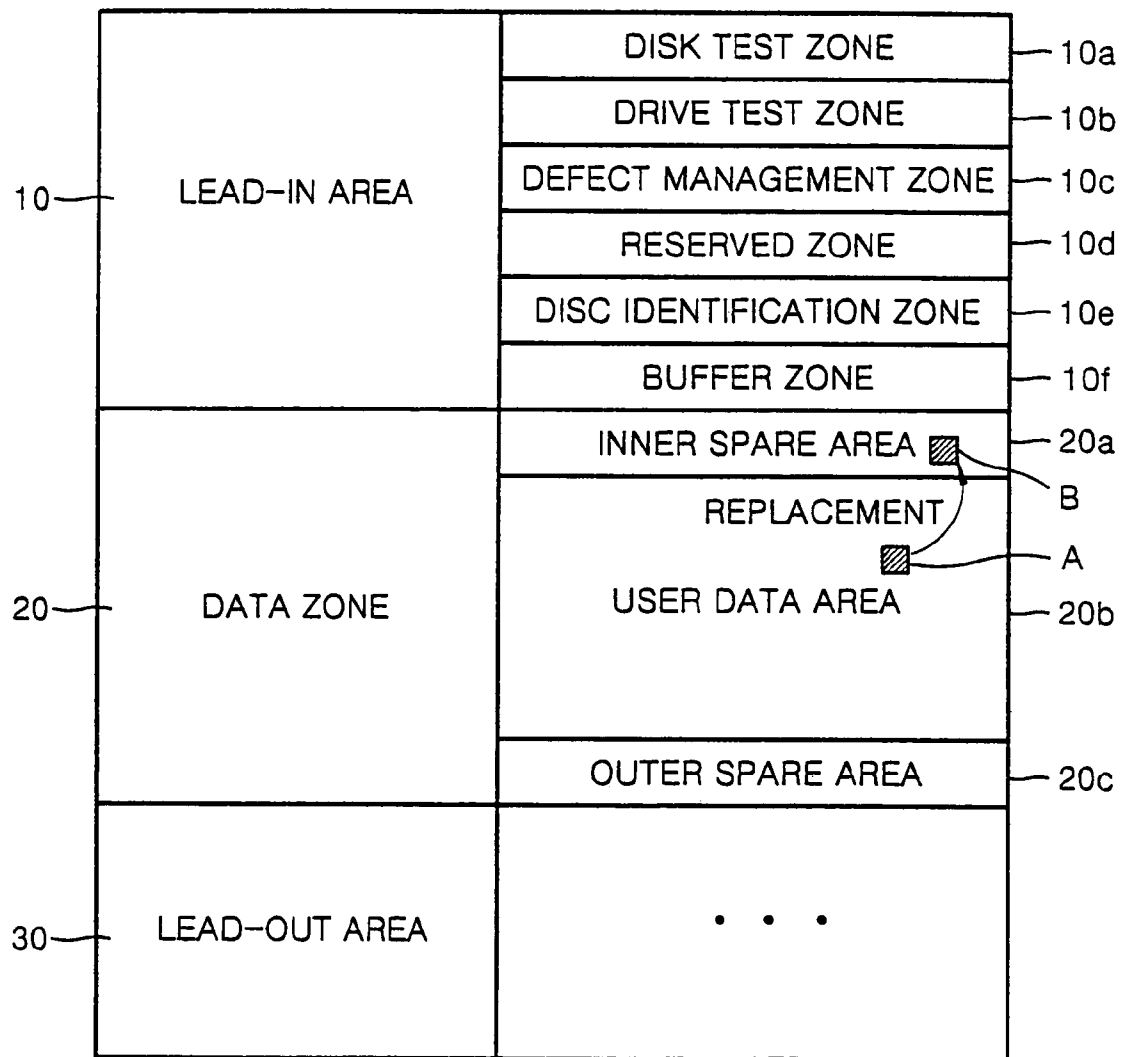 DISK TEST ZONE 10a
DRIVE TEST ZONE 10b
10 LEAD-IN AREA DEFECT MANAGEMENT ZONE 10c
RESERVED ZONE 10d
DISC IDENTIFICATION ZONE 10e
BUFFER ZONE 10f
INNER SPARE AREA 20a
B
REPLACEMENT
A
20 DATA ZONE USER DATA AREA 20b
OUTER SPARE AREA 20c
30 LEAD-OUT AREA • • •